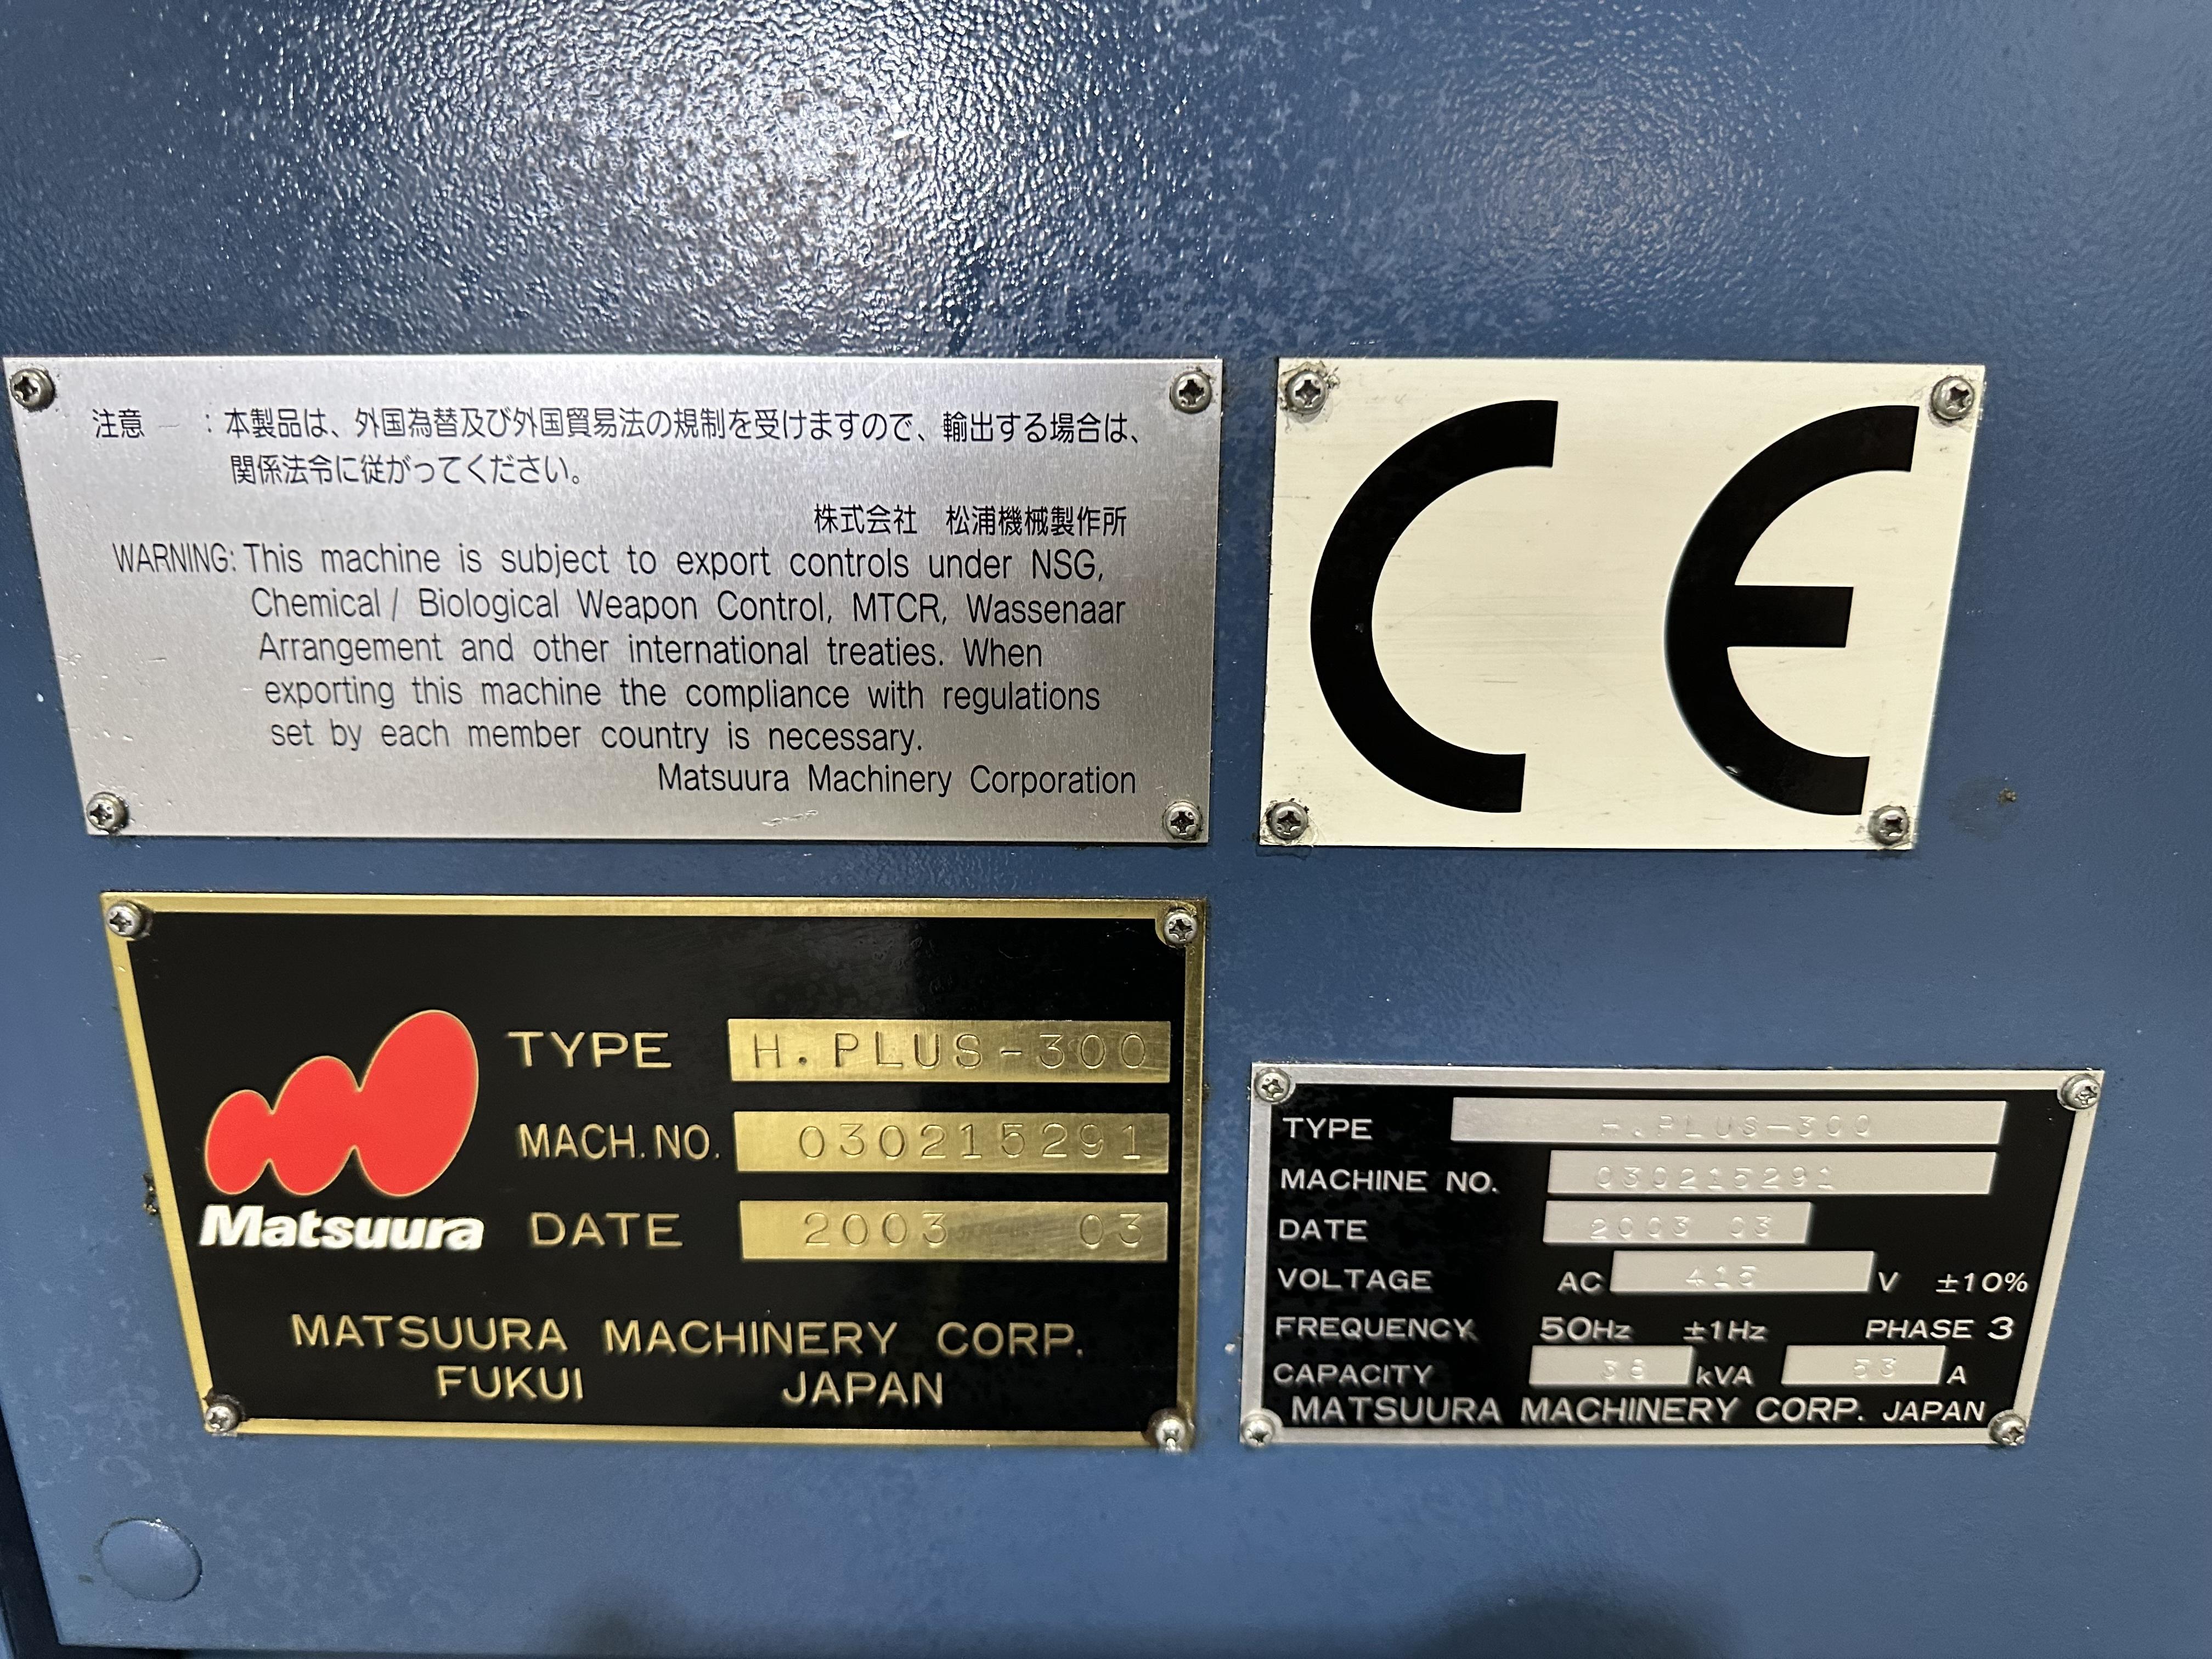 注意 : 本製品は、外国為替及び外国貿易法の規制を受けますので、輸出する場合は、
関係法令に従がってください。
株式会社 松浦機械製作所
WARNING: This machine is subject to export controls under NSG,
Chemical / Biological Weapon Control, MTCR, Wassenaar
Arrangement and other international treaties. When
exporting this machine the compliance with regulations
set by each member country is necessary.
Matsuura Machinery Corporation
CE
Matsuura
TYPE H.PLUS-300
MACH. NO. 030215291
DATE 2003 03
MATSUURA MACHINERY CORP.
FUKUI JAPAN
TYPE H.PLUS-300
MACHINE NO. 030215291
DATE 2003 03
VOLTAGE AC 415 V ±10%
FREQUENCY 50Hz ±1Hz PHASE 3
CAPACITY 38 kVA 53 A
MATSUURA MACHINERY CORP. JAPAN